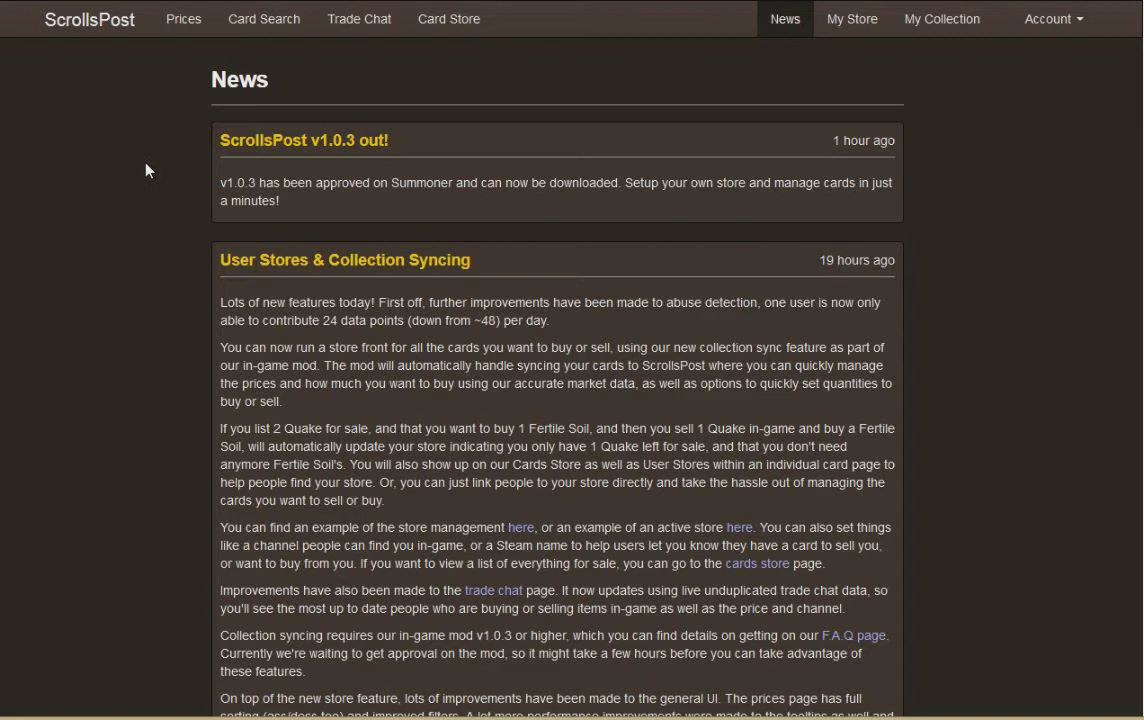 ScrollsPost Prices Card Search Trade Chat Card Store News My Store My Collection Account
News
ScrollsPost v1.0.3 out! 1 hour ago
v1.0.3 has been approved on Summoner and can now be downloaded. Setup your own store and manage cards in just
a minutes!
User Stores & Collection Syncing 19 hours ago
Lots of new features today! First off, further improvements have been made to abuse detection, one user is now only
able to contribute 24 data points (down from ~48) per day.
You can now run a store front for all the cards you want to buy or sell, using our new collection sync feature as part of
our in-game mod. The mod will automatically handle syncing your cards to ScrollsPost where you can quickly manage
the prices and how much you want to buy using our accurate market data, as well as options to quickly set quantities to
buy or sell.
If you list 2 Quake for sale, and that you want to buy 1 Fertile Soil, and then you sell 1 Quake in-game and buy a Fertile
Soil, will automatically update your store indicating you only have 1 Quake left for sale, and that you don't need
anymore Fertile Soil's. You will also show up on our Cards Store as well as User Stores within an individual card page to
help people find your store. Or, you can just link people to your store directly and take the hassle out of managing the
cards you want to sell or buy.
You can find an example of the store management here, or an example of an active store here. You can also set things
like a channel people can find you in-game, or a Steam name to help users let you know they have a card to sell you,
or want to buy from you. If you want to view a list of everything for sale, you can go to the cards store page.
Improvements have also been made to the trade chat page. It now updates using live unduplicated trade chat data, so
you'll see the most up to date people who are buying or selling items in-game as well as the price and channel.
Collection syncing requires our in-game mod v1.0.3 or higher, which you can find details on getting on our F.A.Q page.
Currently we're waiting to get approval on the mod, so it might take a few hours before you can take advantage of
these features.
On top of the new store feature, lots of improvements have been made to the general UI. The prices page has full
sorting (asc/desc too) and improved filters. A lot more performance improvements were made to the tooltips as well and